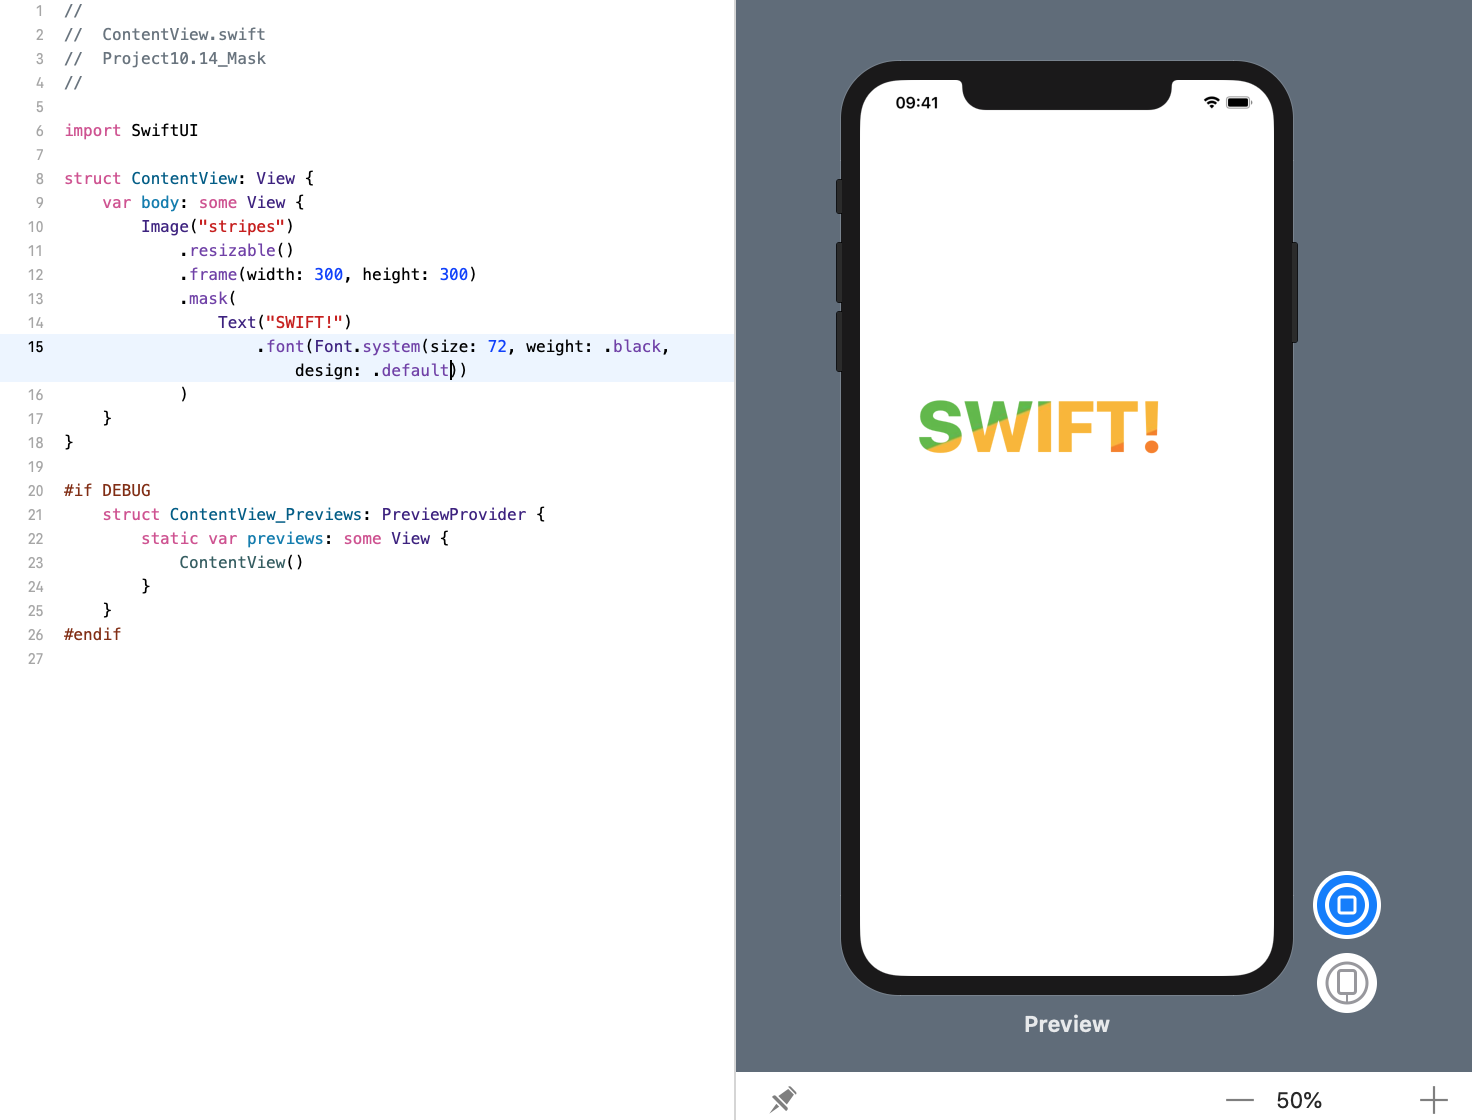 1 //
2 //  ContentView.swift
3 //  Project10.14_Mask
4 //
5
6 import SwiftUI
7
8 struct ContentView: View {
9     var body: some View {
10         Image("stripes")
11             .resizable()
12             .frame(width: 300, height: 300)
13             .mask(
14                 Text("SWIFT!")
15                     .font(Font.system(size: 72, weight: .black,
                        design: .default))
16             )
17     }
18 }
19
20 #if DEBUG
21     struct ContentView_Previews: PreviewProvider {
22         static var previews: some View {
23             ContentView()
24         }
25     }
26 #endif
27
09:41
SWIFT!
Preview
50%